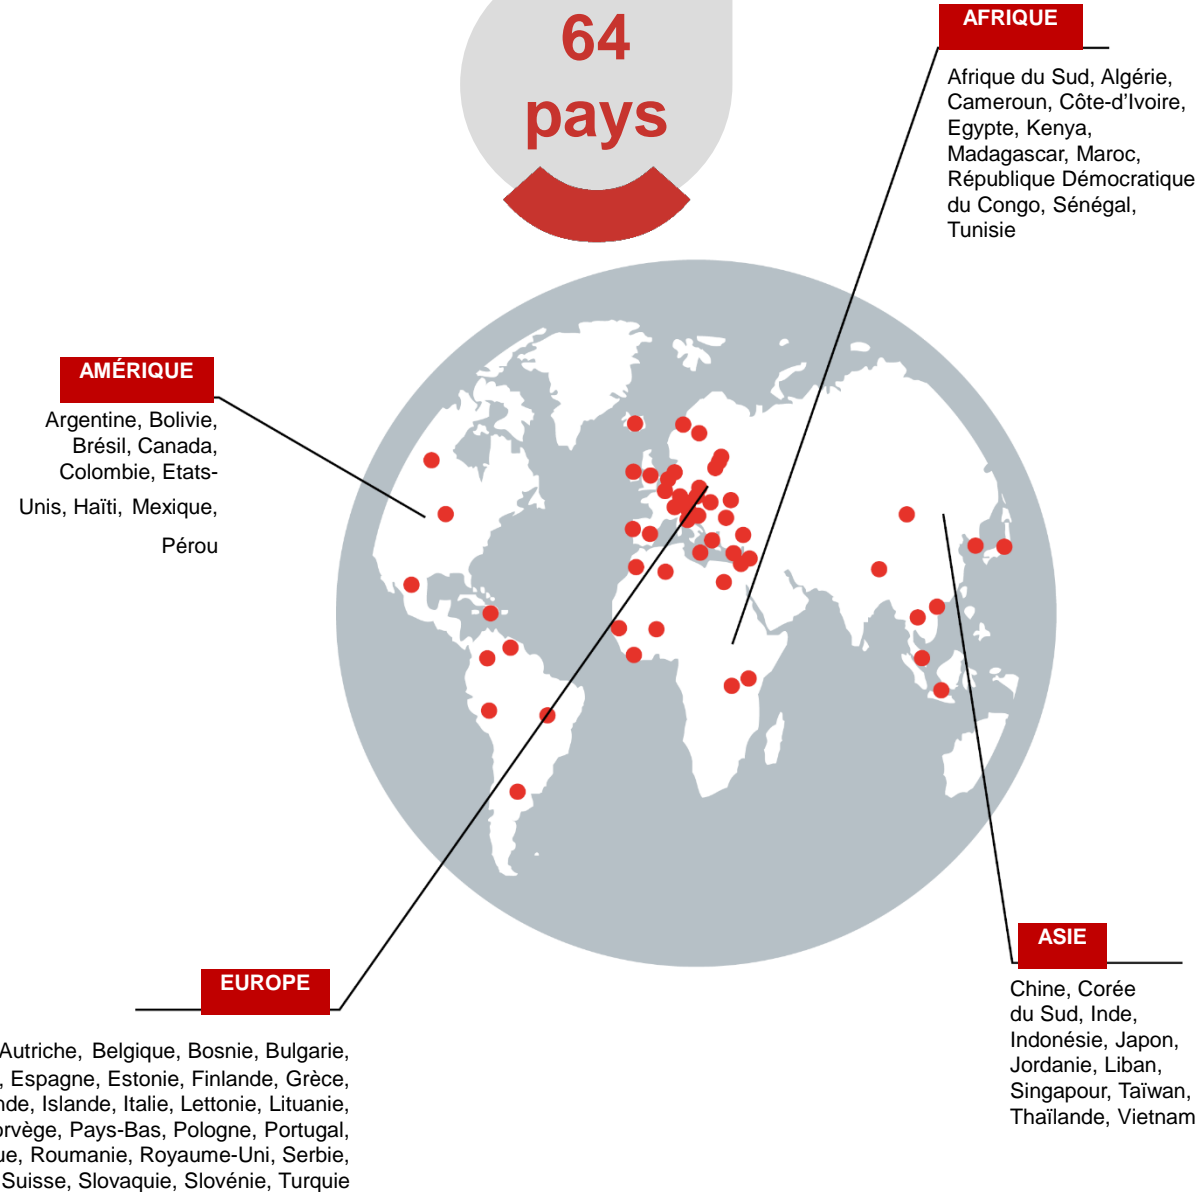 64
pays
AFRIQUE
Afrique du Sud, Algérie,
Cameroun, Côte-d’Ivoire,
Egypte, Kenya,
Madagascar, Maroc,
République Démocratique
du Congo, Sénégal,
Tunisie
AMÉRIQUE
Argentine, Bolivie,
Brésil, Canada,
Colombie, Etats-
Unis, Haïti, Mexique,
Pérou
EUROPE
Autriche, Belgique, Bosnie, Bulgarie,
, Espagne, Estonie, Finlande, Grèce,
Islande, Italie, Lettonie, Lituanie,
Pays-Bas, Pologne, Portugal,
Roumanie, Royaume-Uni, Serbie,
Suisse, Slovaquie, Slovénie, Turquie
ASIE
Chine, Corée
du Sud, Inde,
Indonésie, Japon,
Jordanie, Liban,
Singapour, Taïwan,
Thaïlande, Vietnam